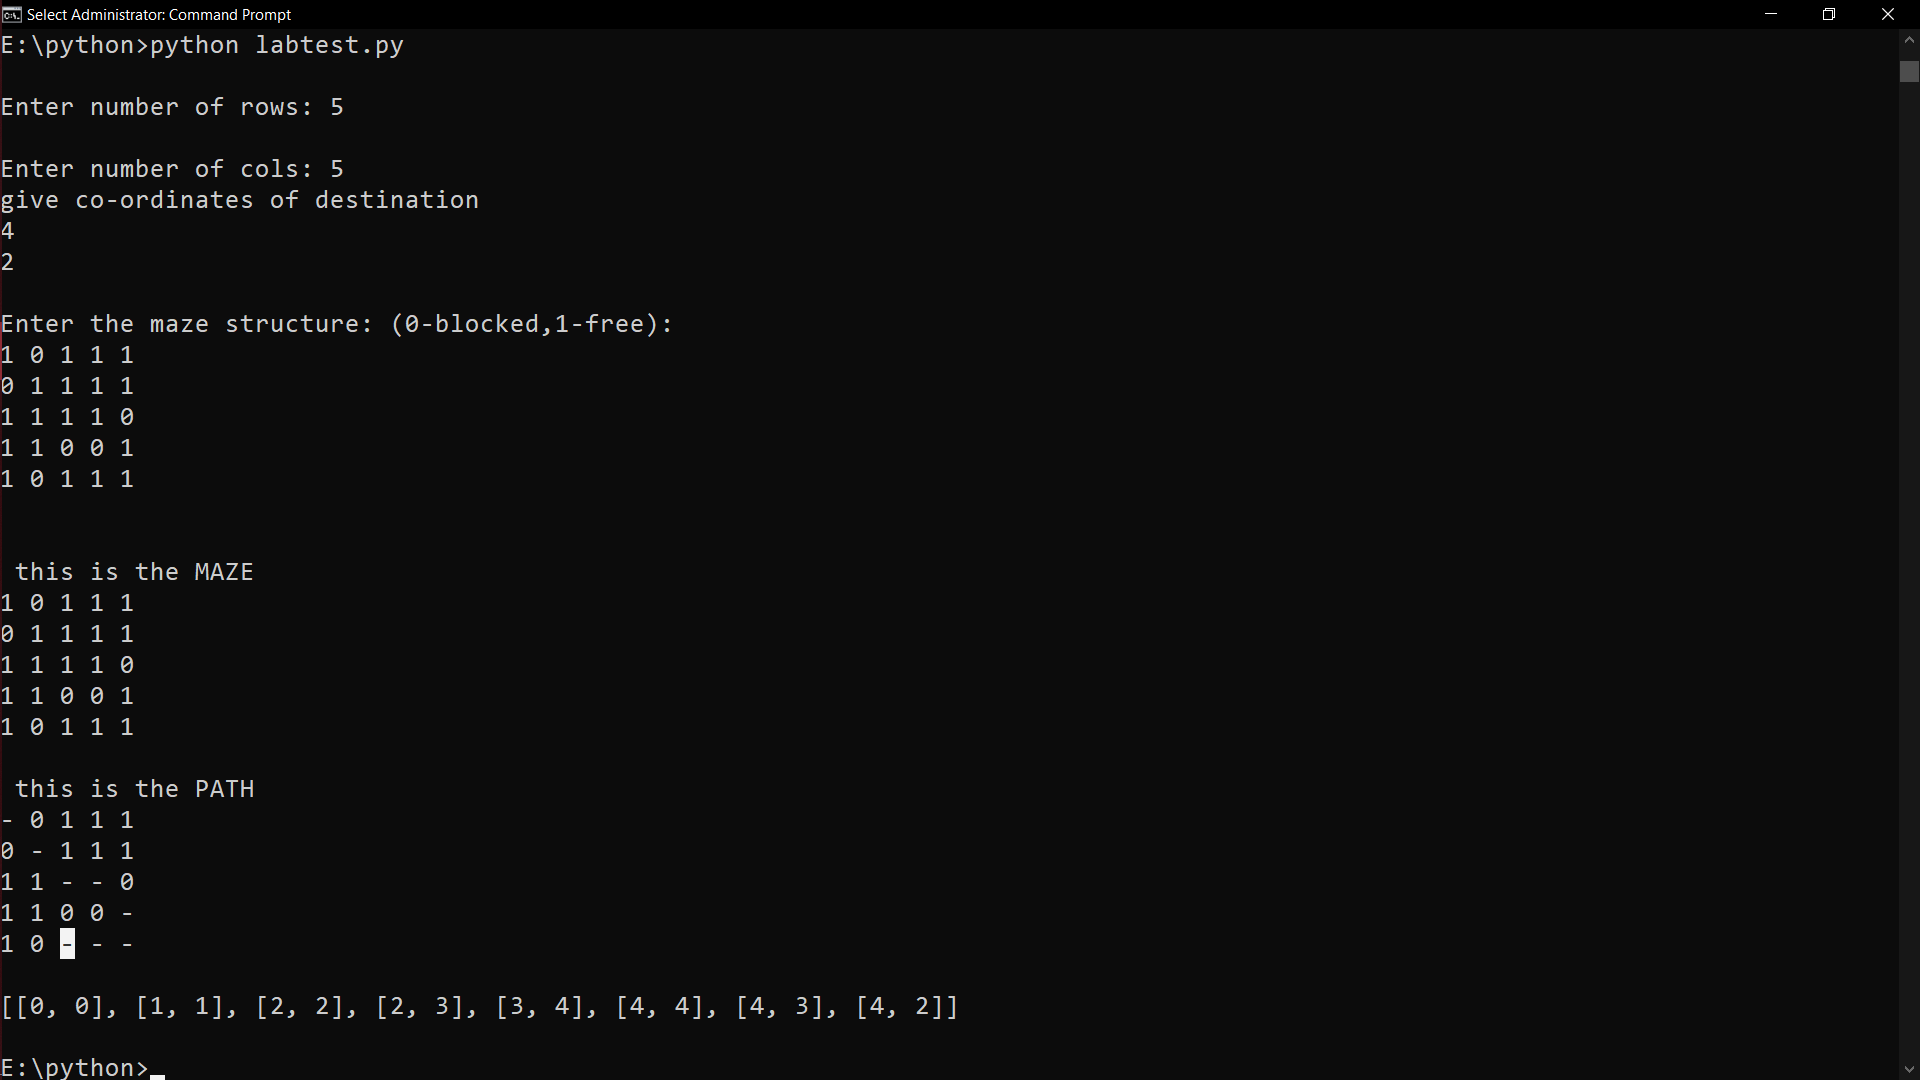 Select Administrator: Command Prompt
E:\python>python labtest.py
Enter number of rows: 5
Enter number of cols: 5
give co-ordinates of destination
4
2
Enter the maze structure: (0-blocked,1-free):
1 0 1 1 1
0 1 1 1 1
1 1 1 1 0
1 1 0 0 1
1 0 1 1 1
this is the MAZE
1 0 1 1 1
0 1 1 1 1
1 1 1 1 0
1 1 0 0 1
1 0 1 1 1
this is the PATH
- 0 1 1 1
0 - 1 1 1
1 1 - - 0
1 1 0 0 -
1 0 - - -
[[0, 0], [1, 1], [2, 2], [2, 3], [3, 4], [4, 4], [4, 3], [4, 2]]
E:\python>